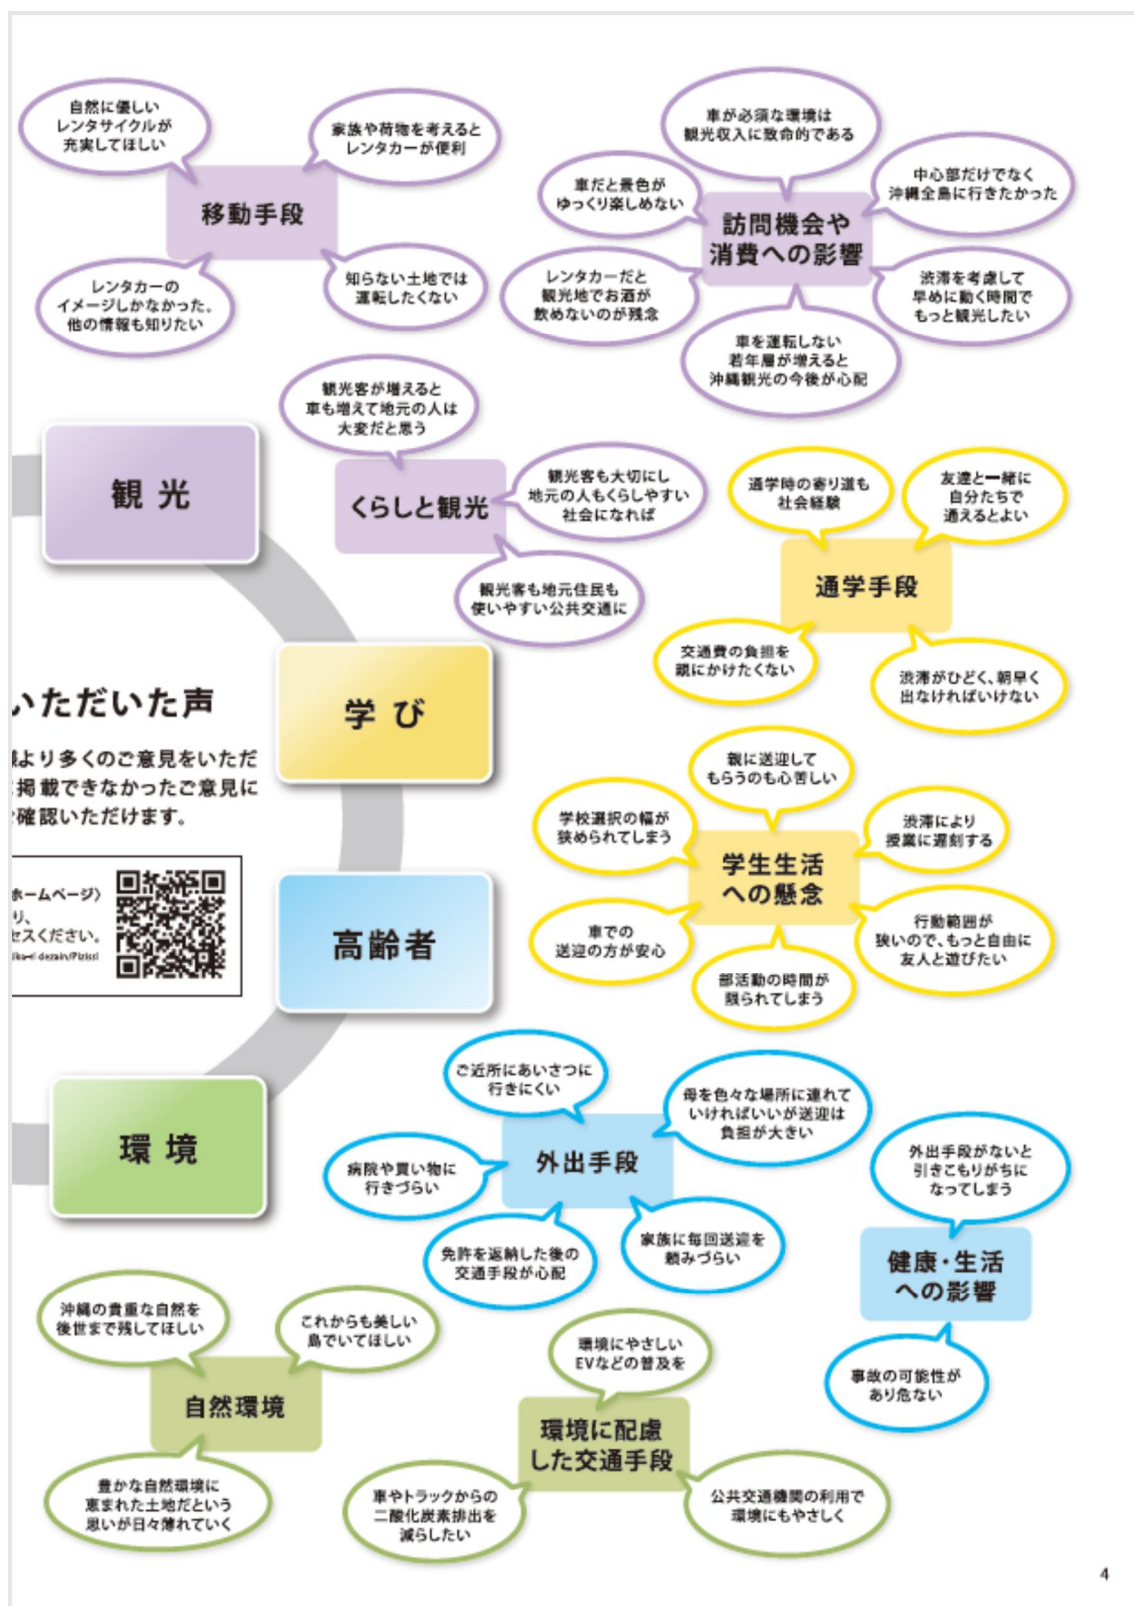 自然に優しい
レンタサイクルが
充実してほしい
家族や荷物を考えると
レンタカーが便利
移動手段
レンタカーの
イメージしかなかった。
他の情報も知りたい
知らない土地では
運転したくない
車が必須な環境は
観光収入に致命的である
車だと景色が
ゆっくり楽しめない
中心部だけでなく
沖縄全島に行きたかった
訪問機会や
消費への影響
レンタカーだと
観光地でお酒が
飲めないのが残念
渋滞を考慮して
早めに動く時間で
もっと観光したい
車を運転しない
若年層が増えると
沖縄観光の今後が心配
観光客が増えると
車も増えて地元の人は
大変だと思う
観光
くらしと観光
観光客も大切にし
地元の人もくらしやすい
社会になれば
観光客も地元住民も
使いやすい公共交通に
通学時の寄り道も
社会経験
友達と一緒に
自分たちで
通えるとよい
通学手段
交通費の負担を
親にかけたくない
渋滞がひどく、朝早く
出なければいけない
学び
いただいた声
より多くのご意見をいただ
掲載できなかったご意見に
確認いただけます。
親に送迎して
もらうのも心苦しい
学校選択の幅が
狭められてしまう
渋滞により
授業に遅刻する
学生生活
への懸念
車での
送迎の方が安心
行動範囲が
狭いので、もっと自由に
友人と遊びたい
部活動の時間が
限られてしまう
ホームページ〉
り、
セスください。
高齢者
ご近所にあいさつに
行きにくい
母を色々な場所に連れて
いければいいが送迎は
負担が大きい
外出手段
病院や買い物に
行きづらい
免許を返納した後の
交通手段が心配
家族に毎回送迎を
頼みづらい
外出手段がないと
引きこもりがちに
なってしまう
健康・生活
への影響
事故の可能性が
あり危ない
環境
沖縄の貴重な自然を
後世まで残してほしい
これからも美しい
島でいてほしい
自然環境
豊かな自然環境に
恵まれた土地だという
思いが日々薄れていく
環境にやさしい
EVなどの普及を
環境に配慮
した交通手段
車やトラックからの
二酸化炭素排出を
減らしたい
公共交通機関の利用で
環境にもやさしく
4